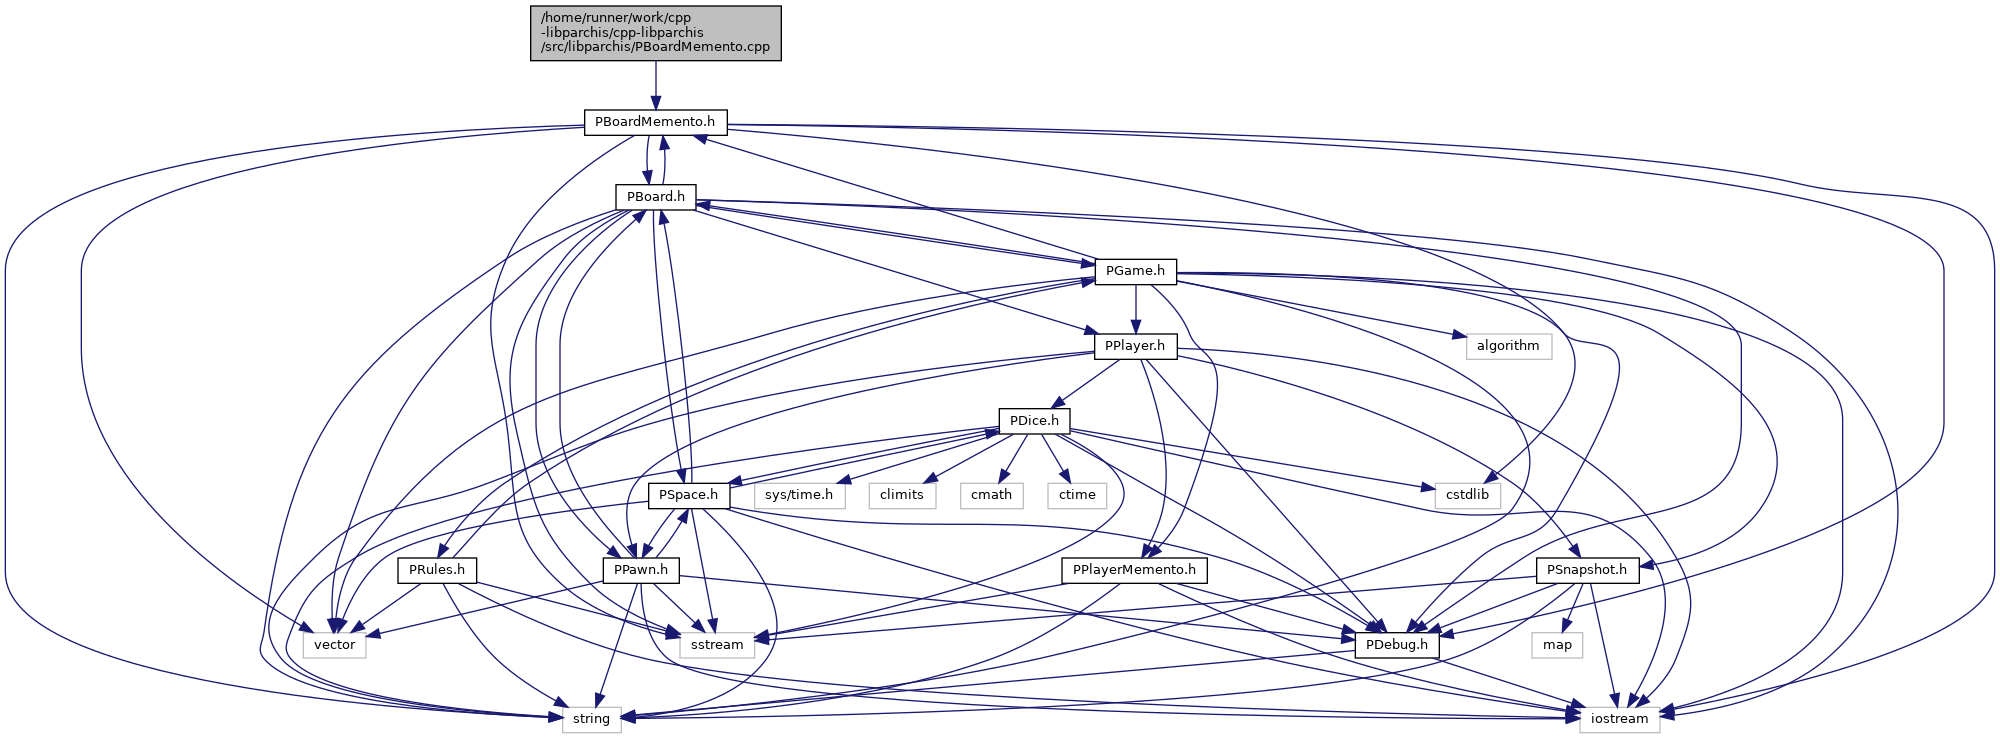 /home/runner/work/cpp
-libparchis/cpp-libparchis
/src/libparchis/PBoardMemento.cpp
PBoardMemento.h
PBoard.h
PGame.h
PPlayer.h
algorithm
PDice.h
PSpace.h
sys/time.h
climits
cmath
ctime
cstdlib
PRules.h
PPawn.h
PPlayerMemento.h
PSnapshot.h
vector
sstream
PDebug.h
map
string
iostream